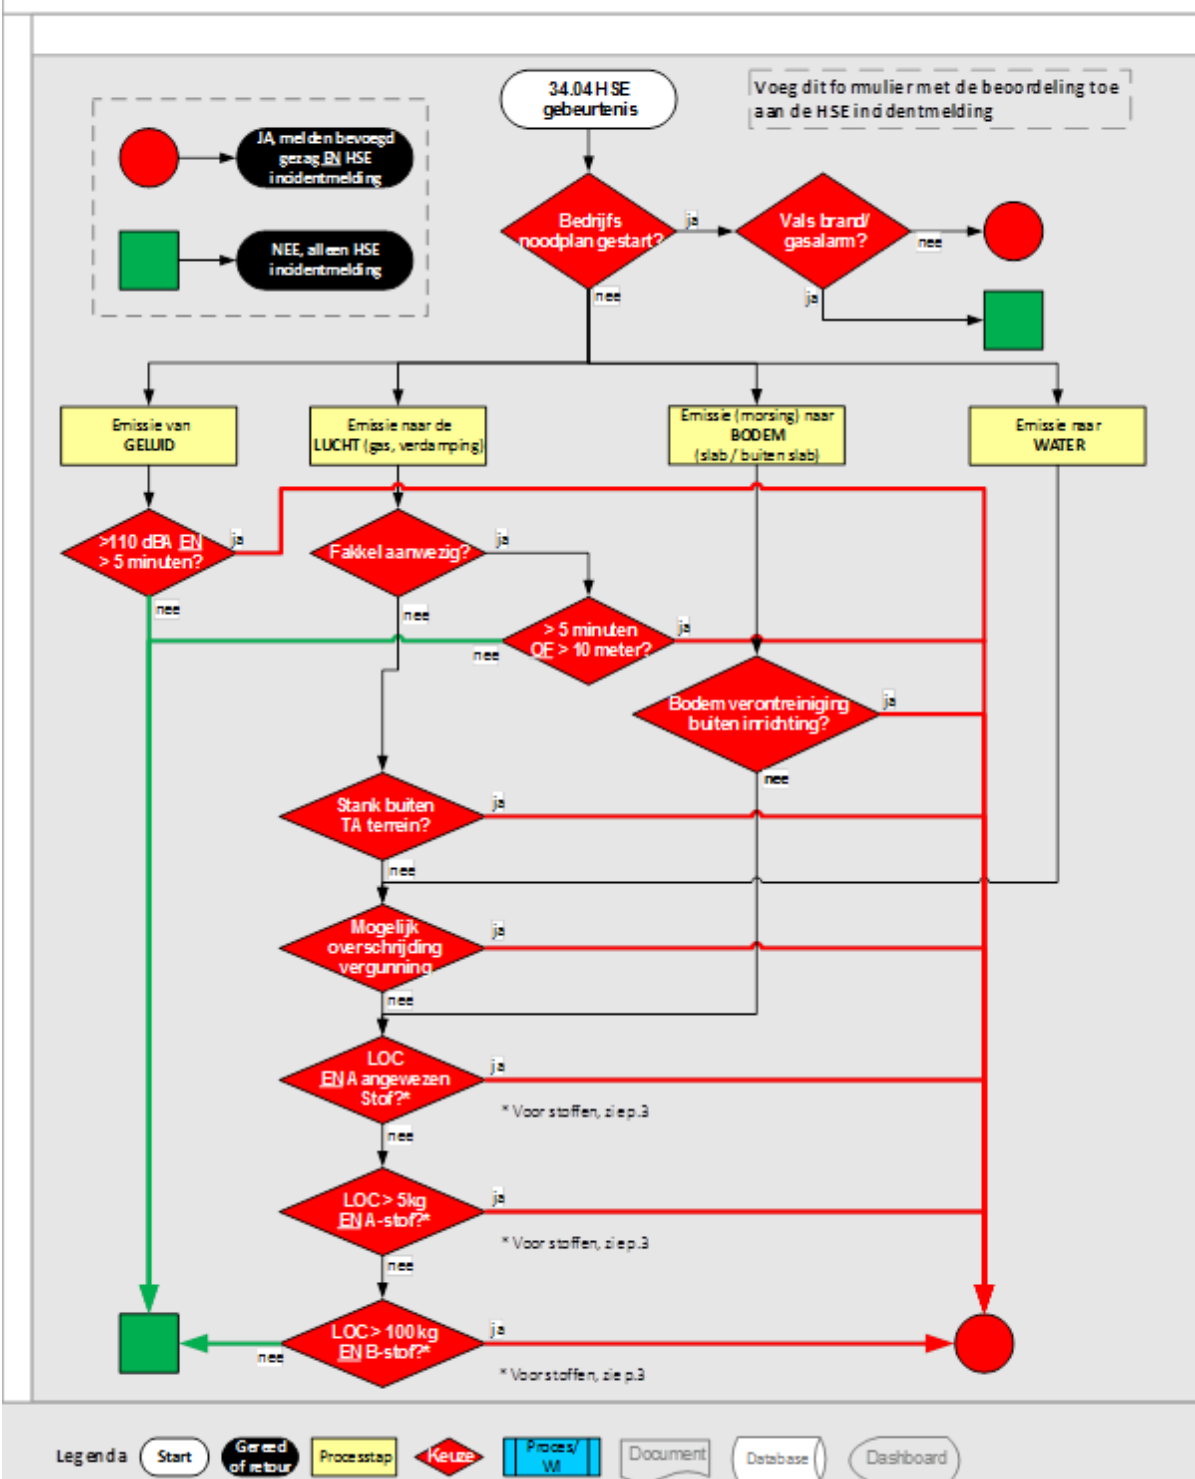 34.04 HSE
gebeurtenis
Voeg dit formulier met de beoordeling toe
aan de HSE incidentmelding
JA, melden bevoegd
gezag EN HSE
incidentmelding
NEE, alleen HSE
incidentmelding
Bedrijfs
noodplan gestart?
ja
Vals brand/
gasalarm?
nee
nee
ja
Emissie van
GELUID
Emissie naar de
LUCHT (gas, verdamping)
Emissie (morsing) naar
BODEM
(slab / buiten slab)
Emissie naar
WATER
>110 dBA EN
> 5 minuten?
ja
nee
Fakkel aanwezig?
ja
nee
> 5 minuten
OF > 10 meter?
ja
nee
Bodem verontreiniging
buiten inrichting?
ja
nee
Stank buiten
TA terrein?
ja
nee
Mogelijk
overschrijding
vergunning
ja
nee
LOC
EN Aangewezen
Stof?*
ja
* Voor stoffen, zie p.3
nee
LOC > 5kg
EN A-stof?*
ja
* Voor stoffen, zie p.3
nee
LOC > 100 kg
EN B-stof?*
ja
nee
* Voor stoffen, zie p.3
Legenda
Start
Gereed
of retour
Processtap
Keuze
Proces/
WI
Document
Database
Dashboard